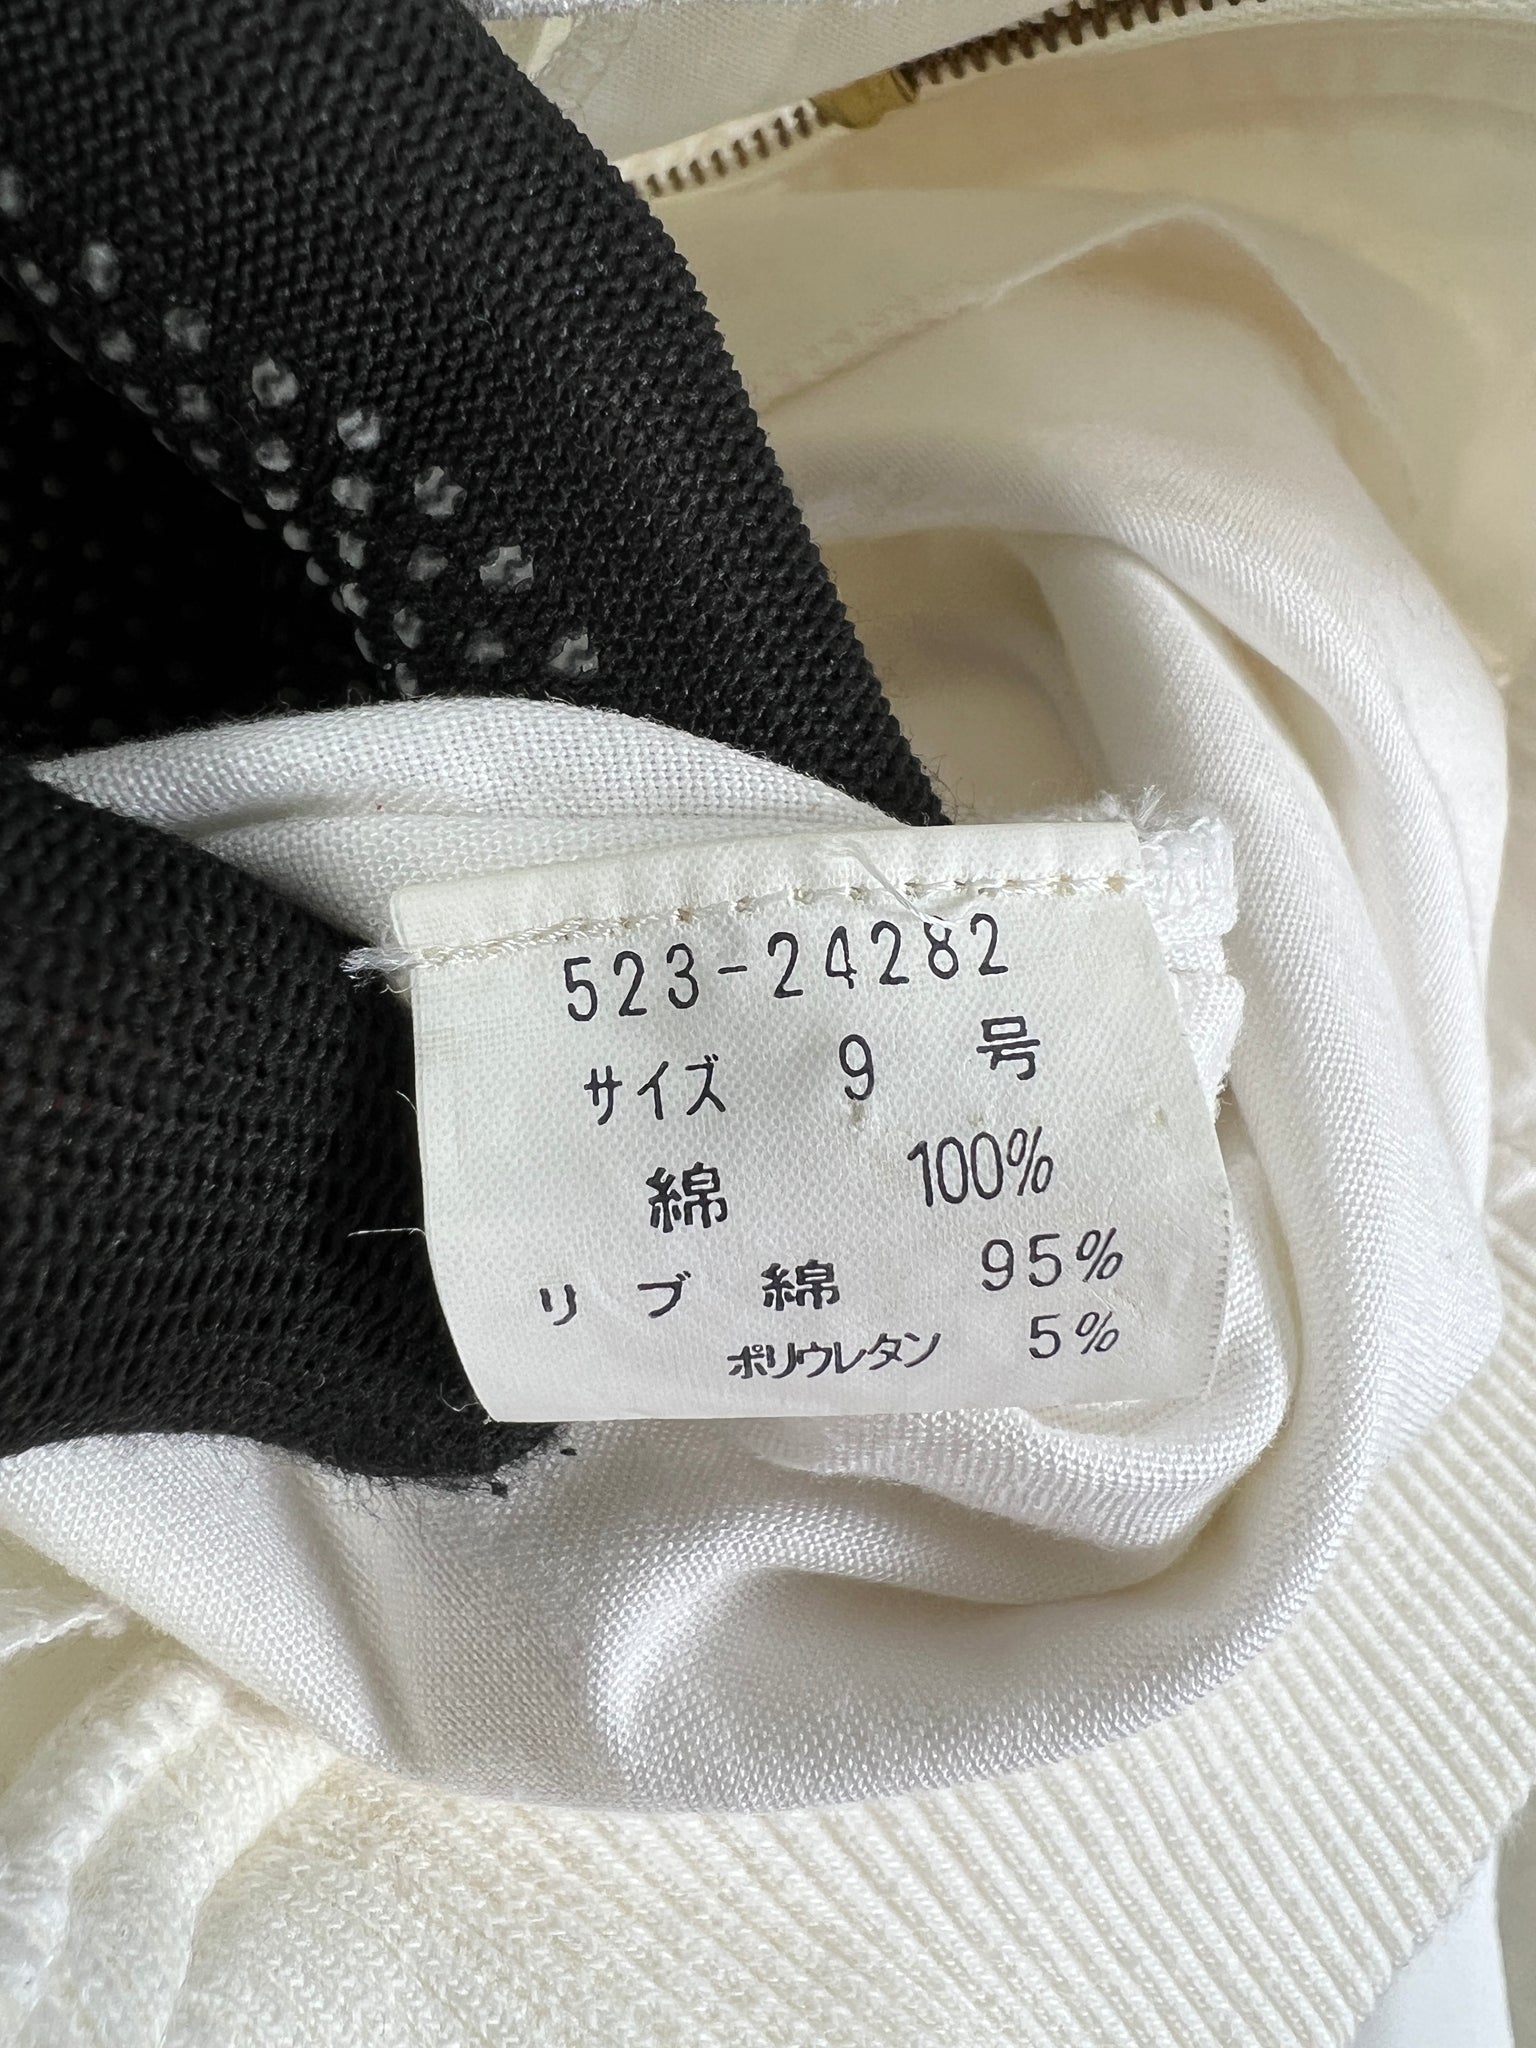 523-24282
サイズ 9 号
綿 100%
リブ 綿 95%
ポリウレタン 5%